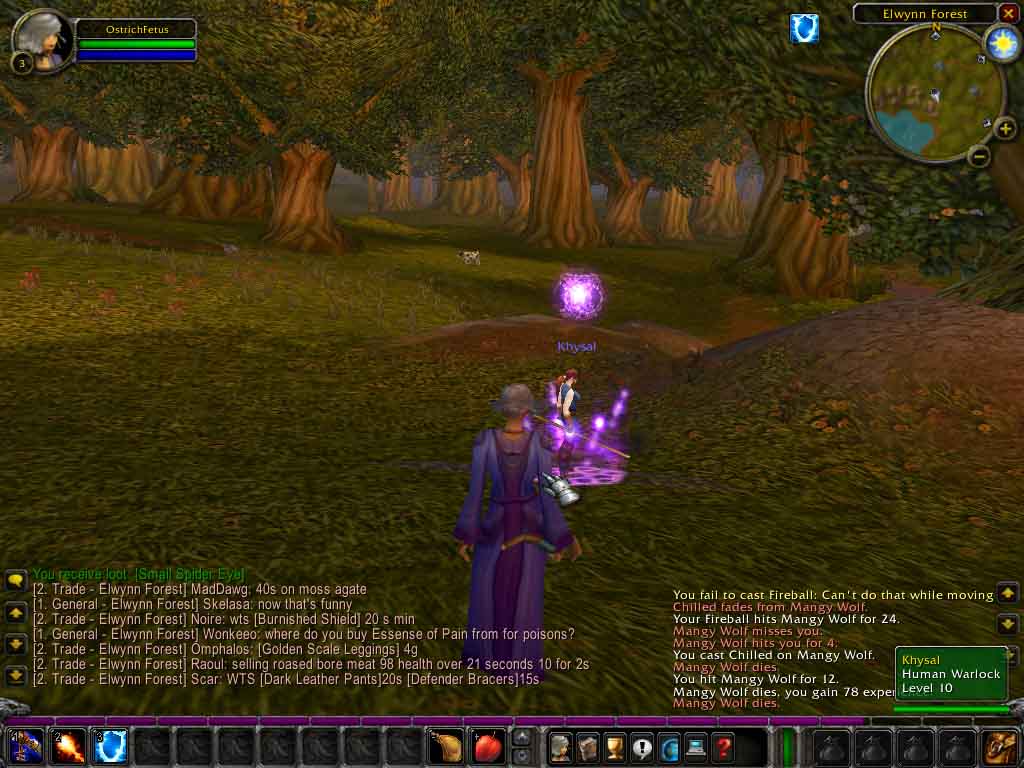 OstrichFetus
3
Elwynn Forest
N
Khysal
You receive loot: [Small Spider Eye]
[2. Trade - Elwynn Forest] MadDawg: 40s on moss agate
[1. General - Elwynn Forest] Skelasa: now that's funny
[2. Trade - Elwynn Forest] Noire: wts [Burnished Shield] 20 s min
[1. General - Elwynn Forest] Wonkeeo: where do you buy Essense of Pain from for poisons?
[2. Trade - Elwynn Forest] Omphalos: [Golden Scale Leggings] 4g
[2. Trade - Elwynn Forest] Raoul: selling roased bore meat 98 health over 21 seconds 10 for 2s
[2. Trade - Elwynn Forest] Scar: WTS [Dark Leather Pants]20s [Defender Bracers]15s
You fail to cast Fireball: Can't do that while moving
Chilled fades from Mangy Wolf.
Your Fireball hits Mangy Wolf for 24.
Mangy Wolf misses you.
Mangy Wolf hits you for 4.
You cast Chilled on Mangy Wolf.
Mangy Wolf dies.
You hit Mangy Wolf for 12.
Mangy Wolf dies, you gain 78 exper
Mangy Wolf dies.
Khysal
Human Warlock
Level 10
1 2 3